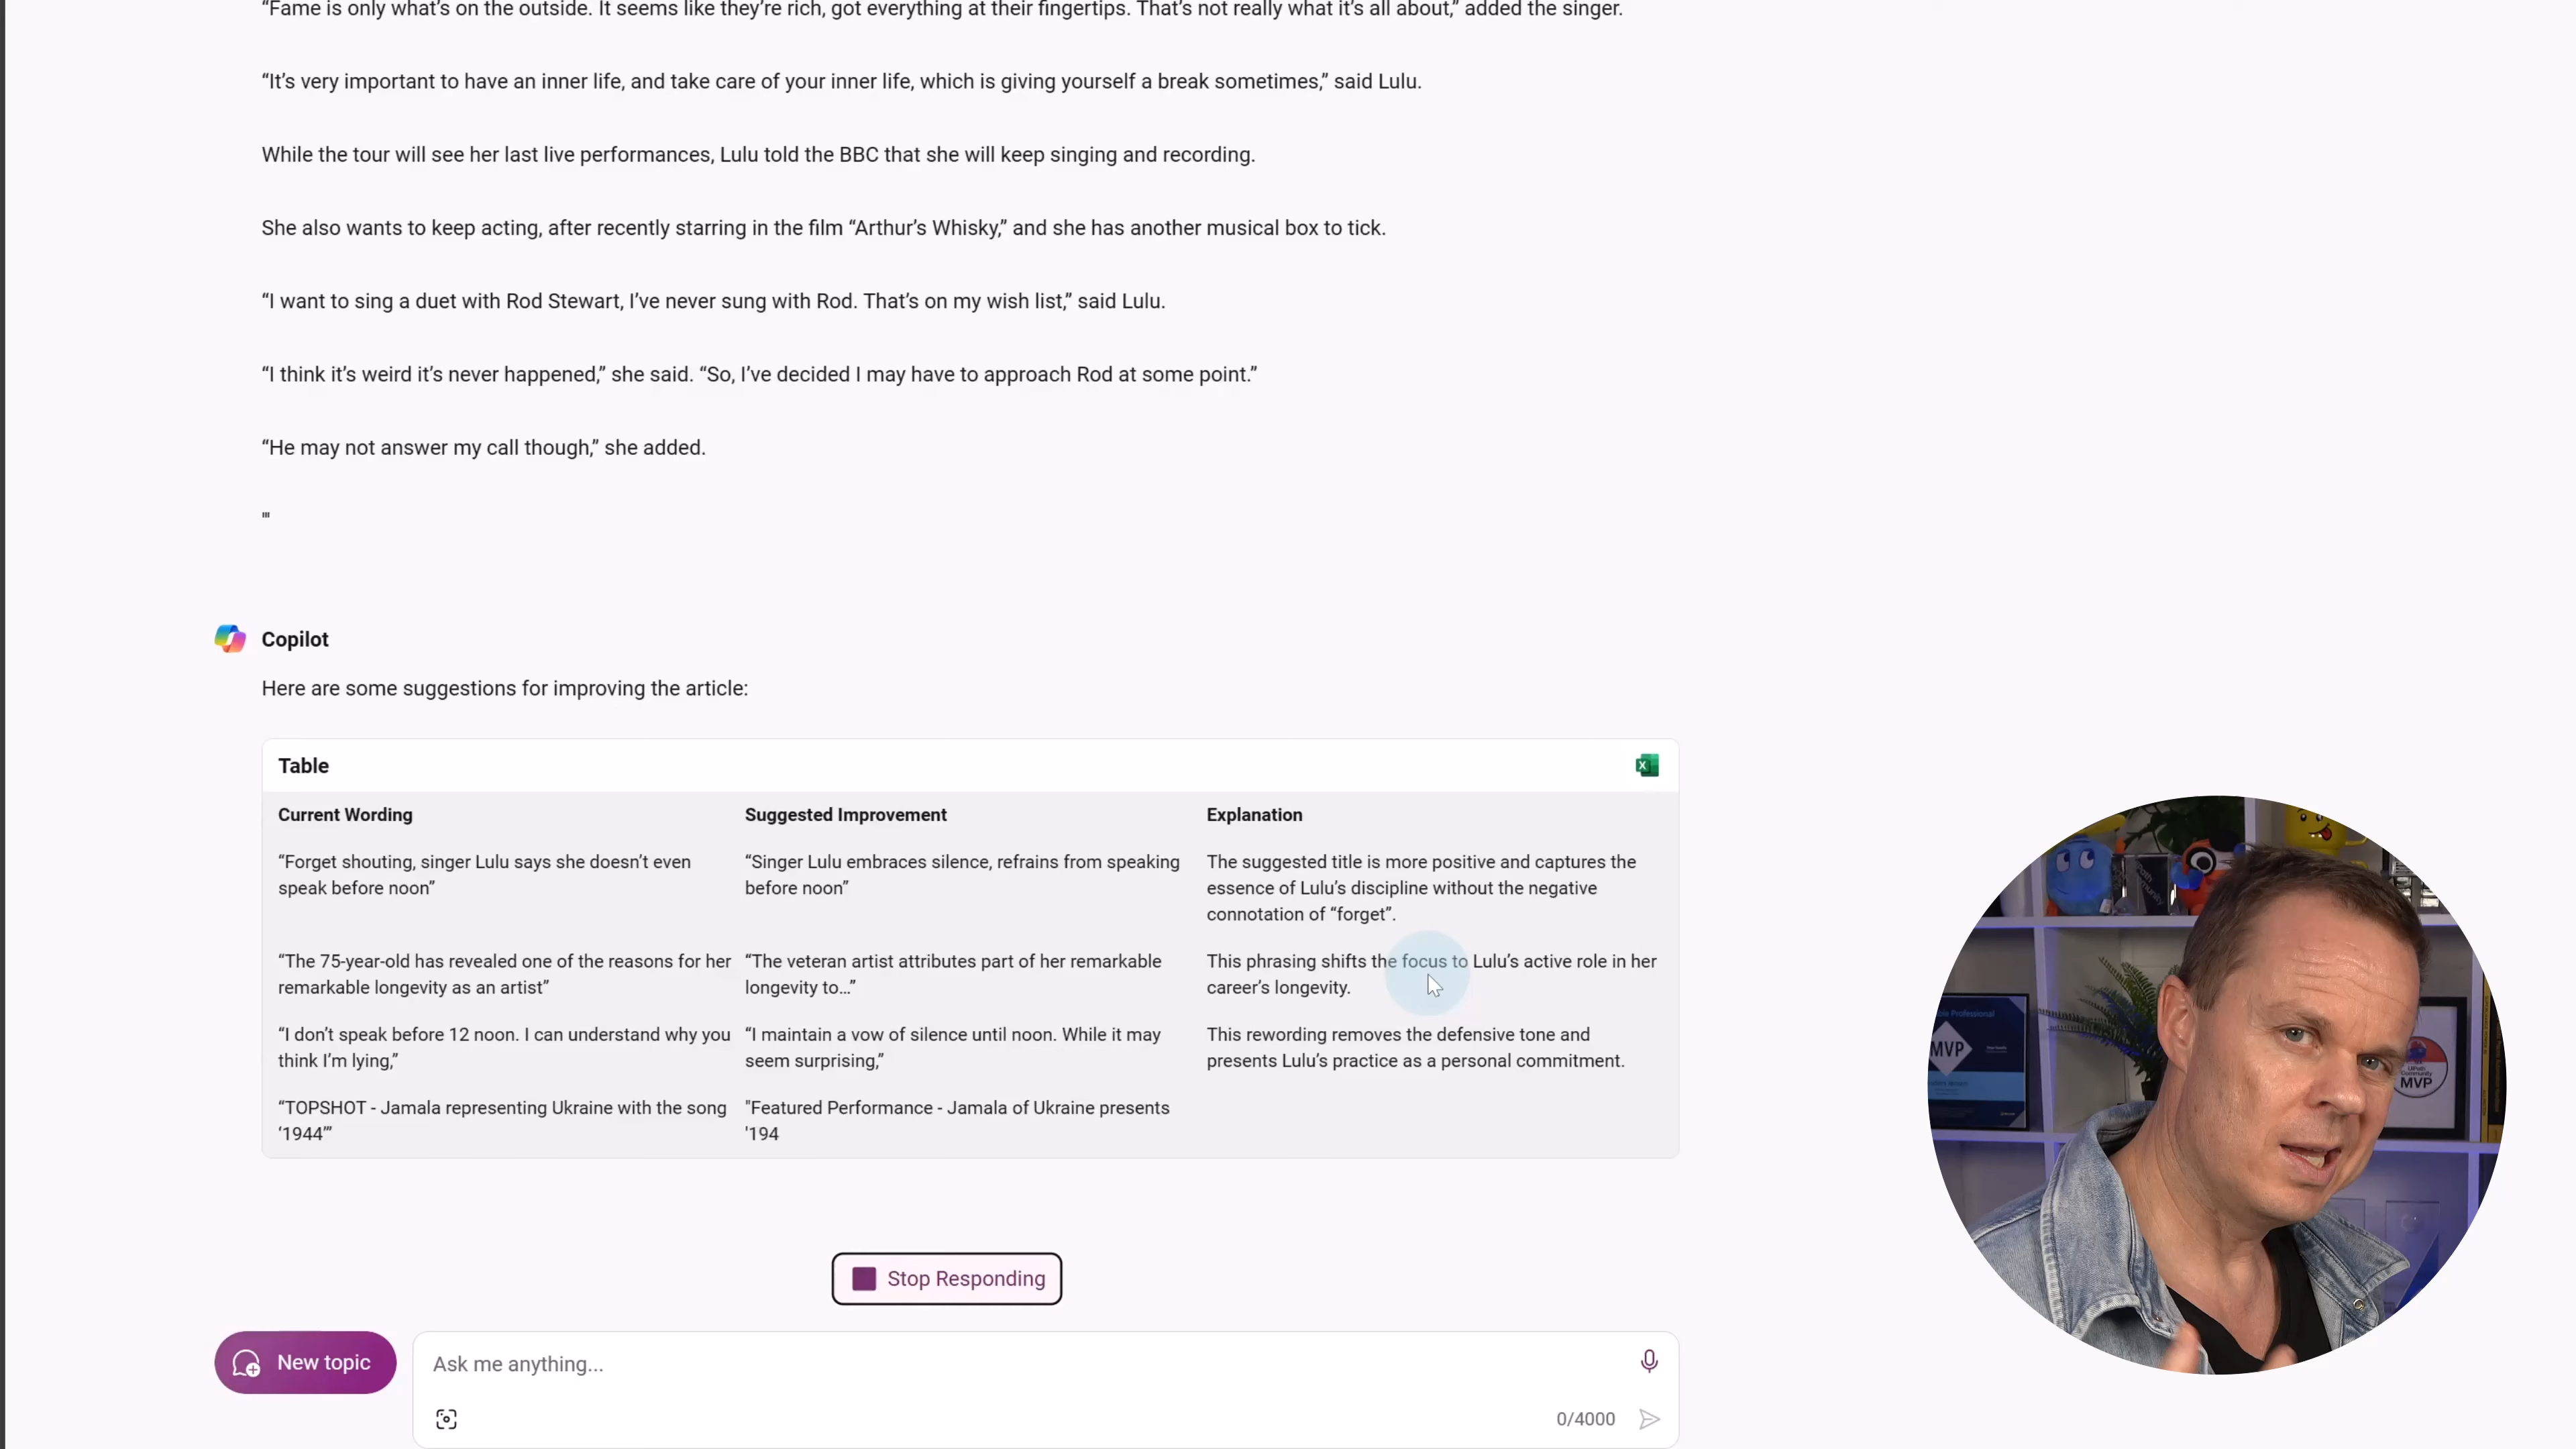 “Fame is only what’s on the outside. It seems like they’re rich, got everything at their fingertips. That’s not really what it’s all about,” added the singer.
“It’s very important to have an inner life, and take care of your inner life, which is giving yourself a break sometimes,” said Lulu.
While the tour will see her last live performances, Lulu told the BBC that she will keep singing and recording.
She also wants to keep acting, after recently starring in the film “Arthur’s Whisky,” and she has another musical box to tick.
“I want to sing a duet with Rod Stewart, I’ve never sung with Rod. That’s on my wish list,” said Lulu.
“I think it’s weird it’s never happened,” she said. “So, I’ve decided I may have to approach Rod at some point.”
“He may not answer my call though,” she added.
'''
Copilot
Here are some suggestions for improving the article:
Table
Current Wording
Suggested Improvement
Explanation
“Forget shouting, singer Lulu says she doesn’t even
speak before noon”
“Singer Lulu embraces silence, refrains from speaking
before noon”
The suggested title is more positive and captures the
essence of Lulu’s discipline without the negative
connotation of “forget”.
“The 75-year-old has revealed one of the reasons for her
remarkable longevity as an artist”
“The veteran artist attributes part of her remarkable
longevity to…”
This phrasing shifts the focus to Lulu’s active role in her
career’s longevity.
“I don’t speak before 12 noon. I can understand why you
think I’m lying,”
“I maintain a vow of silence until noon. While it may
seem surprising,”
This rewording removes the defensive tone and
presents Lulu’s practice as a personal commitment.
“TOPSHOT - Jamala representing Ukraine with the song
‘1944’”
"Featured Performance - Jamala of Ukraine presents
'194
Stop Responding
New topic
Ask me anything...
0/4000
MVP
MVP